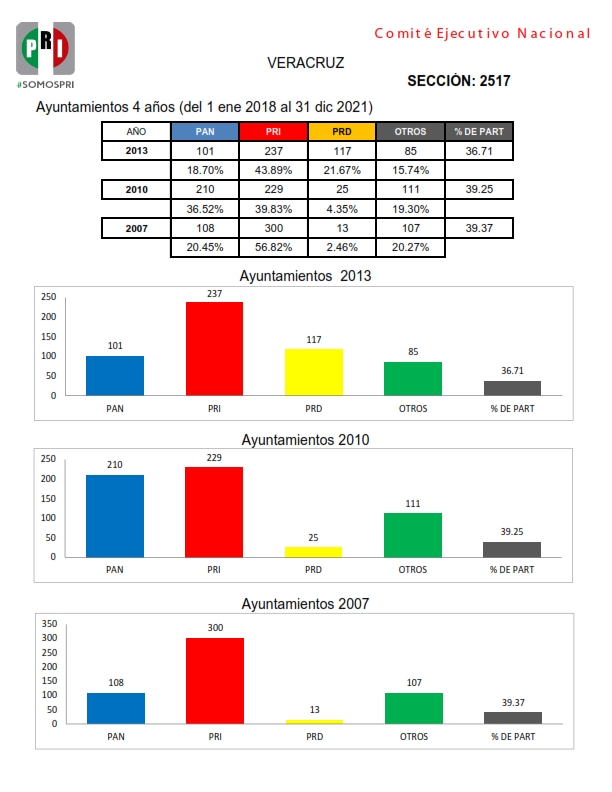 Comité Ejecutivo Nacional
PRI
#SOMOSPRI
VERACRUZ
SECCIÓN: 2517
Ayuntamientos 4 años (del 1 ene 2018 al 31 dic 2021)
AÑO PAN PRI PRD OTROS % DE PART
2013 101 237 117 85 36.71
18.70% 43.89% 21.67% 15.74%
2010 210 229 25 111 39.25
36.52% 39.83% 4.35% 19.30%
2007 108 300 13 107 39.37
20.45% 56.82% 2.46% 20.27%
Ayuntamientos 2013
250
200
150
100
50
0
101 237 117 85 36.71
PAN PRI PRD OTROS % DE PART
Ayuntamientos 2010
250
200
150
100
50
0
210 229 25 111 39.25
PAN PRI PRD OTROS % DE PART
Ayuntamientos 2007
350
300
250
200
150
100
50
0
108 300 13 107 39.37
PAN PRI PRD OTROS % DE PART